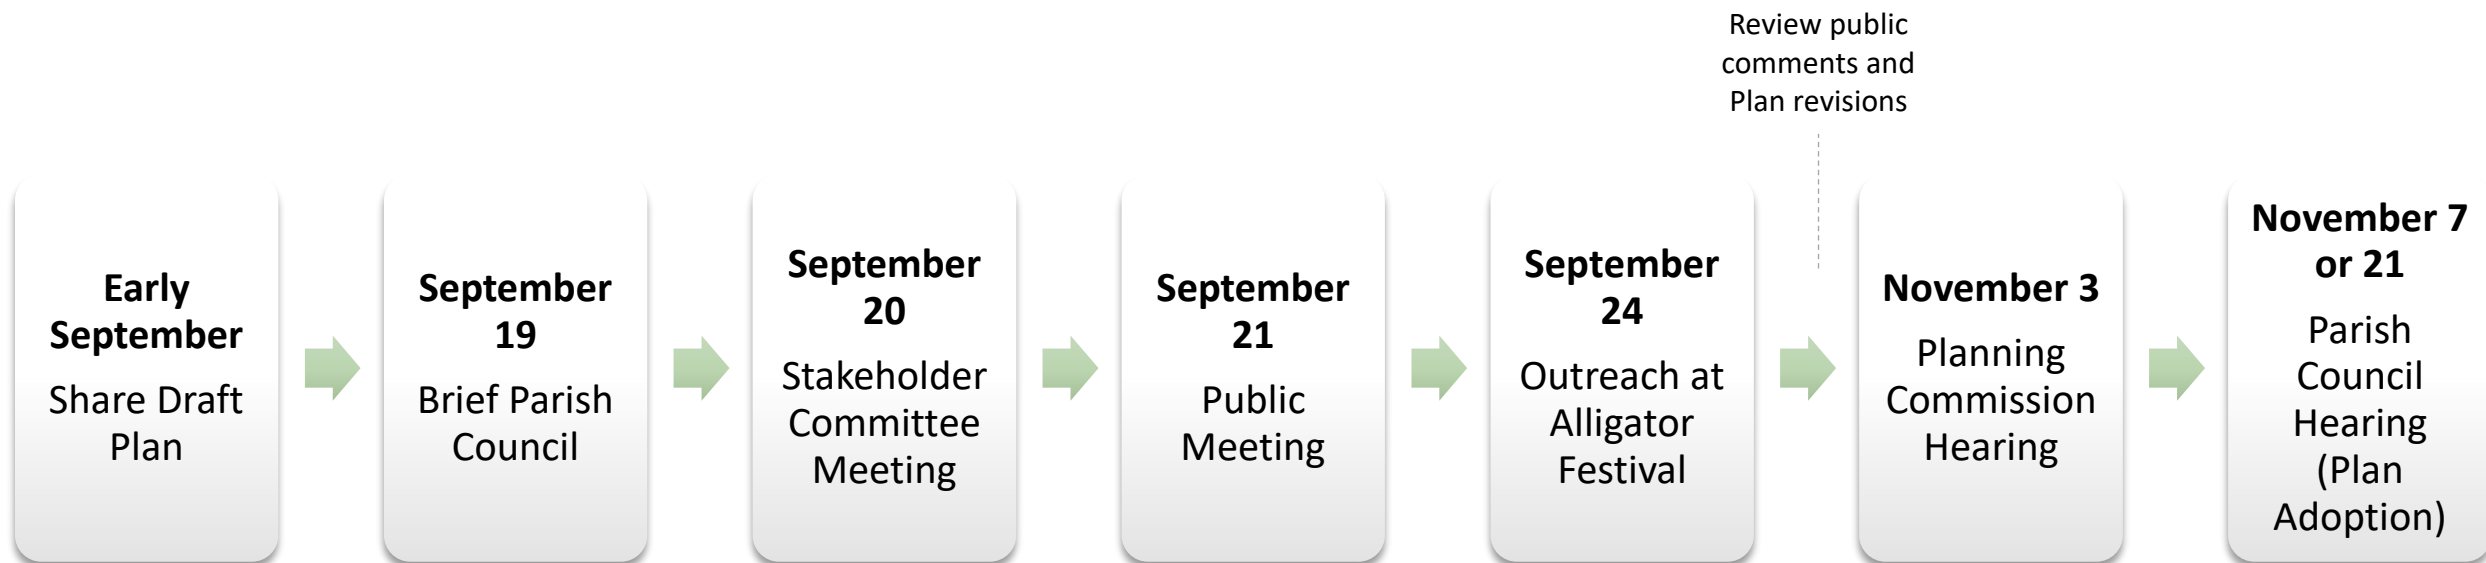 Early
September
Share Draft
Plan
September
19
Brief Parish
Council
September
20
Stakeholder
Committee
Meeting
September
21
Public
Meeting
September
24
Outreach at
Alligator
Festival
Review public
comments and
Plan revisions
November 3
Planning
Commission
Hearing
November 7
or 21
Parish
Council
Hearing
(Plan
Adoption)